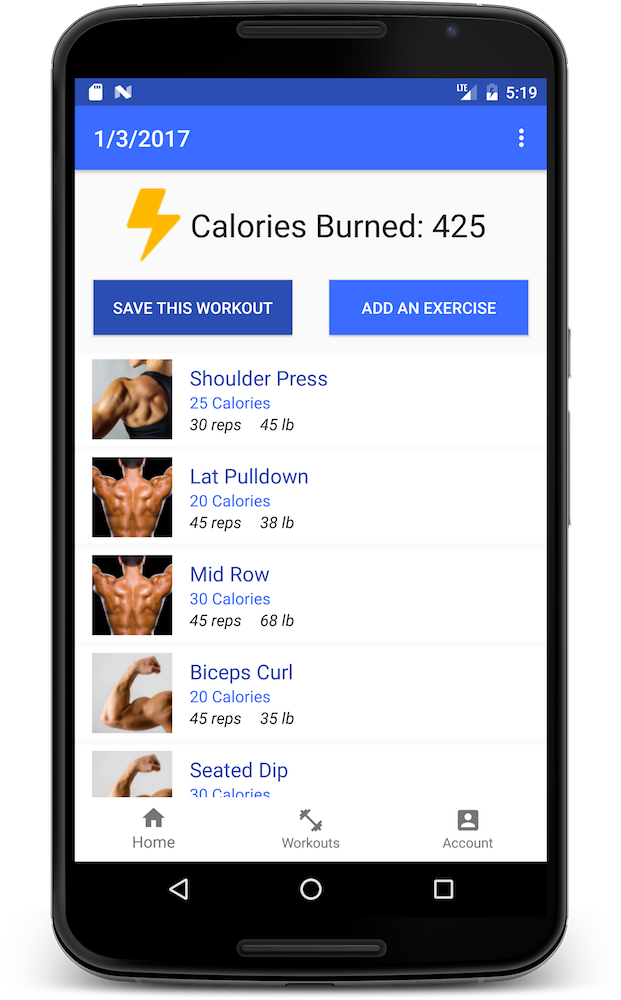 LTE 5:19
1/3/2017
Calories Burned: 425
SAVE THIS WORKOUT ADD AN EXERCISE
Shoulder Press
25 Calories
30 reps 45 lb
Lat Pulldown
20 Calories
45 reps 38 lb
Mid Row
30 Calories
45 reps 68 lb
Biceps Curl
20 Calories
45 reps 35 lb
Seated Dip
30 Calories
Home Workouts Account